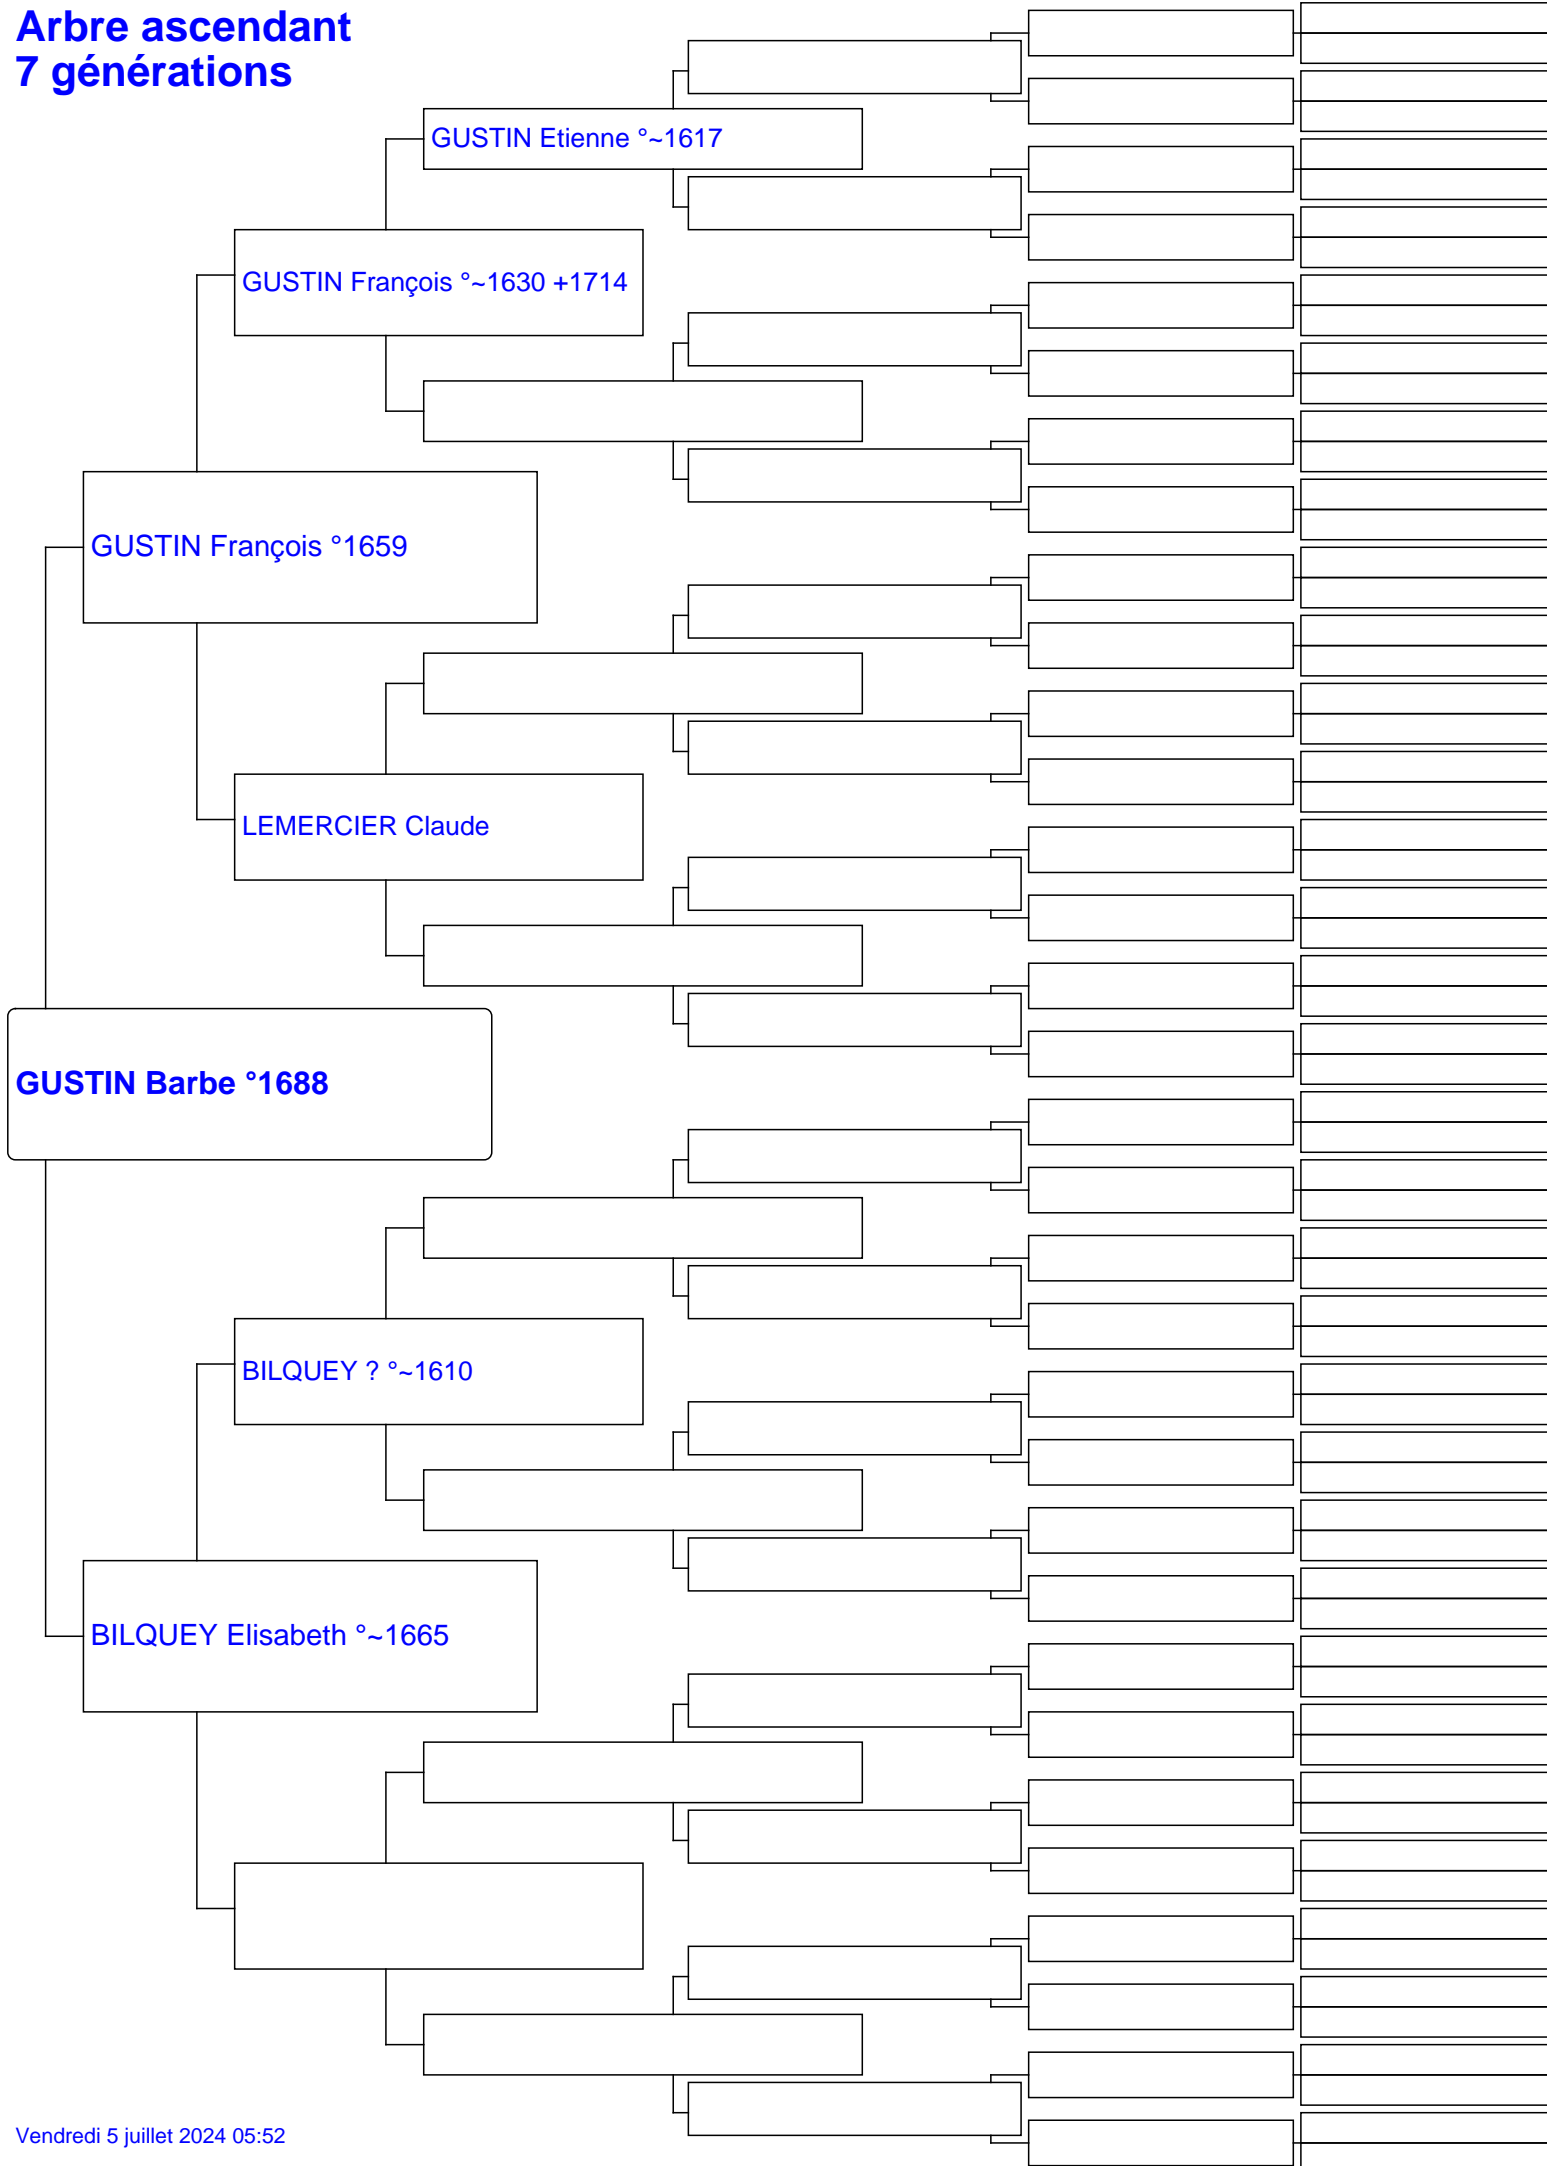 Arbre ascendant
7 générations
GUSTIN Etienne °~1617
GUSTIN François °~1630 +1714
GUSTIN François °1659
LEMERCIER Claude
GUSTIN Barbe °1688
BILQUEY ? °~1610
BILQUEY Elisabeth °~1665
Vendredi 5 juillet 2024 05:52